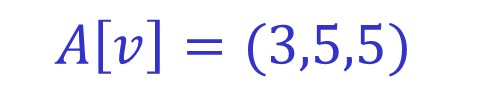 A[v] = (3,5,5)